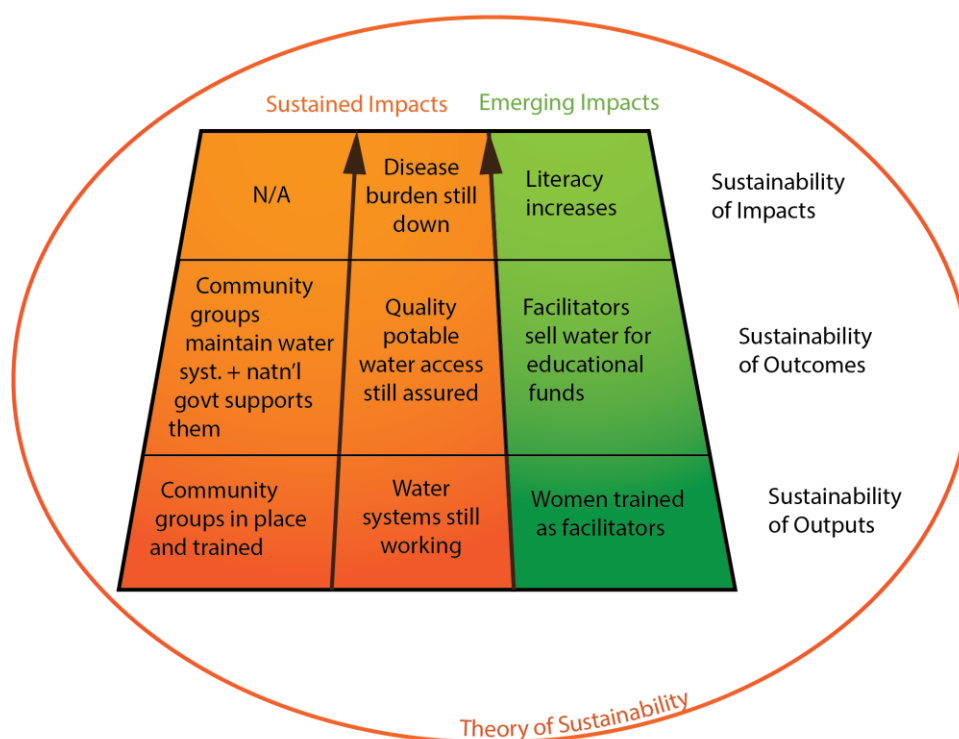 Sustained Impacts
Emerging Impacts
N/A
Disease
burden still
down
Literacy
increases
Sustainability
of Impacts
Community
groups
maintain water
syst. + natn'l
govt supports
them
Quality
potable
water access
still assured
Facilitators
sell water for
educational
funds
Sustainability
of Outcomes
Community
groups in place
and trained
Water
systems still
working
Women trained
as facilitators
Sustainability
of Outputs
Theory of Sustainability